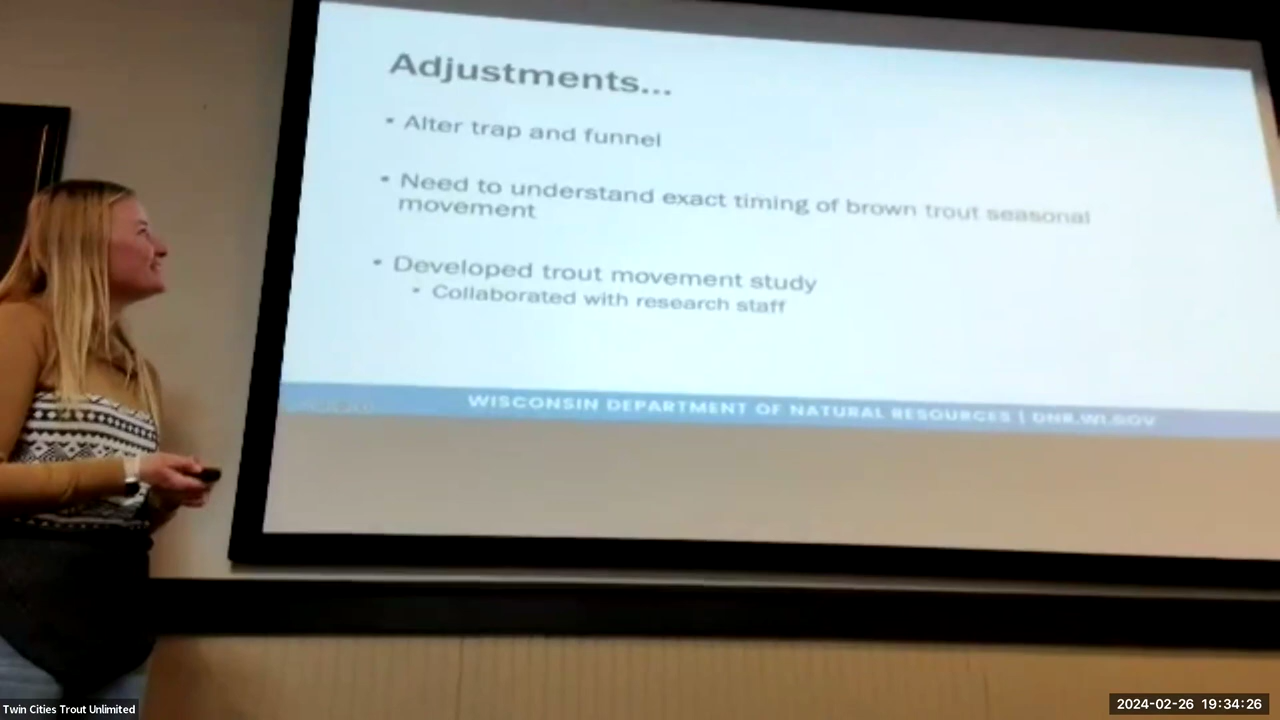 Adjustments...
• Alter trap and funnel
• Need to understand exact timing of brown trout seasonal
movement
• Developed trout movement study
• Collaborated with research staff
WISCONSIN DEPARTMENT OF NATURAL RESOURCES | DNR.WI.GOV
Twin Cities Trout Unlimited
2024-02-26 19:34:26